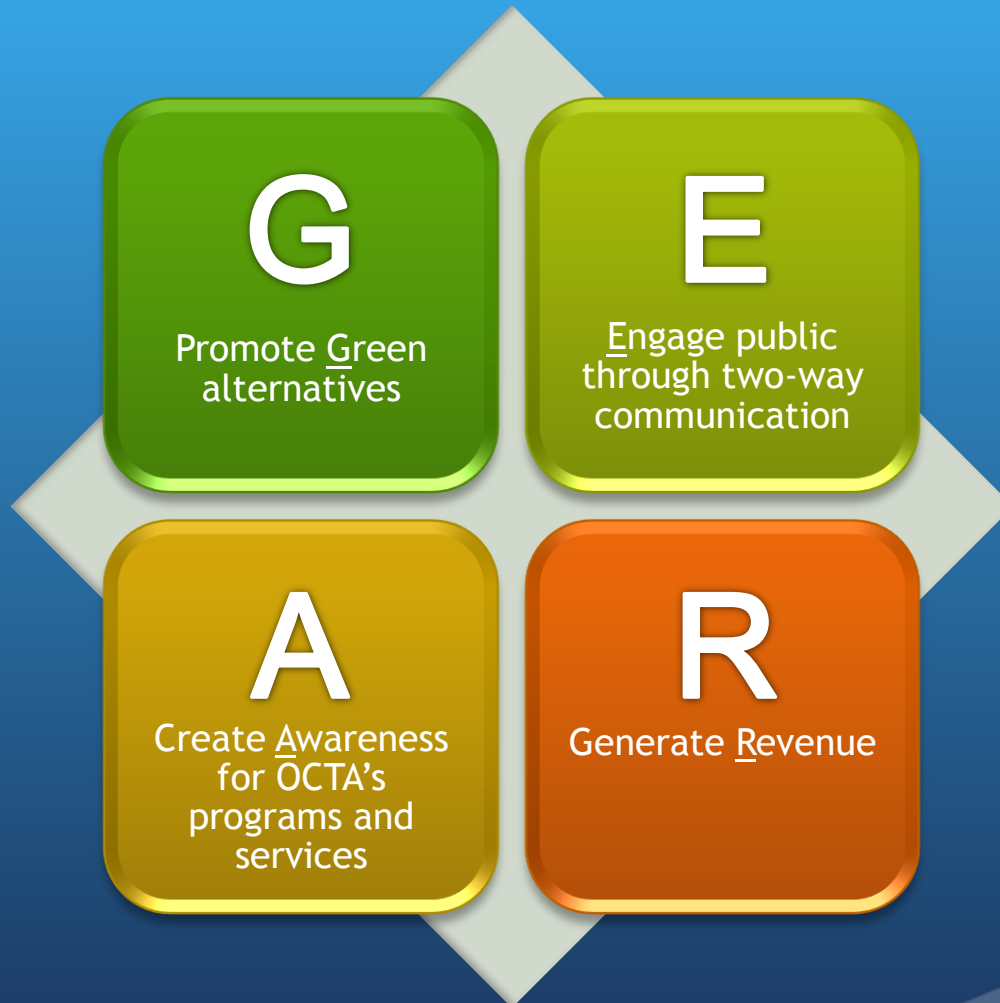 G
Promote Green
alternatives
E
Engage public
through two-way
communication
A
Create Awareness
for OCTA’s
programs and
services
R
Generate Revenue